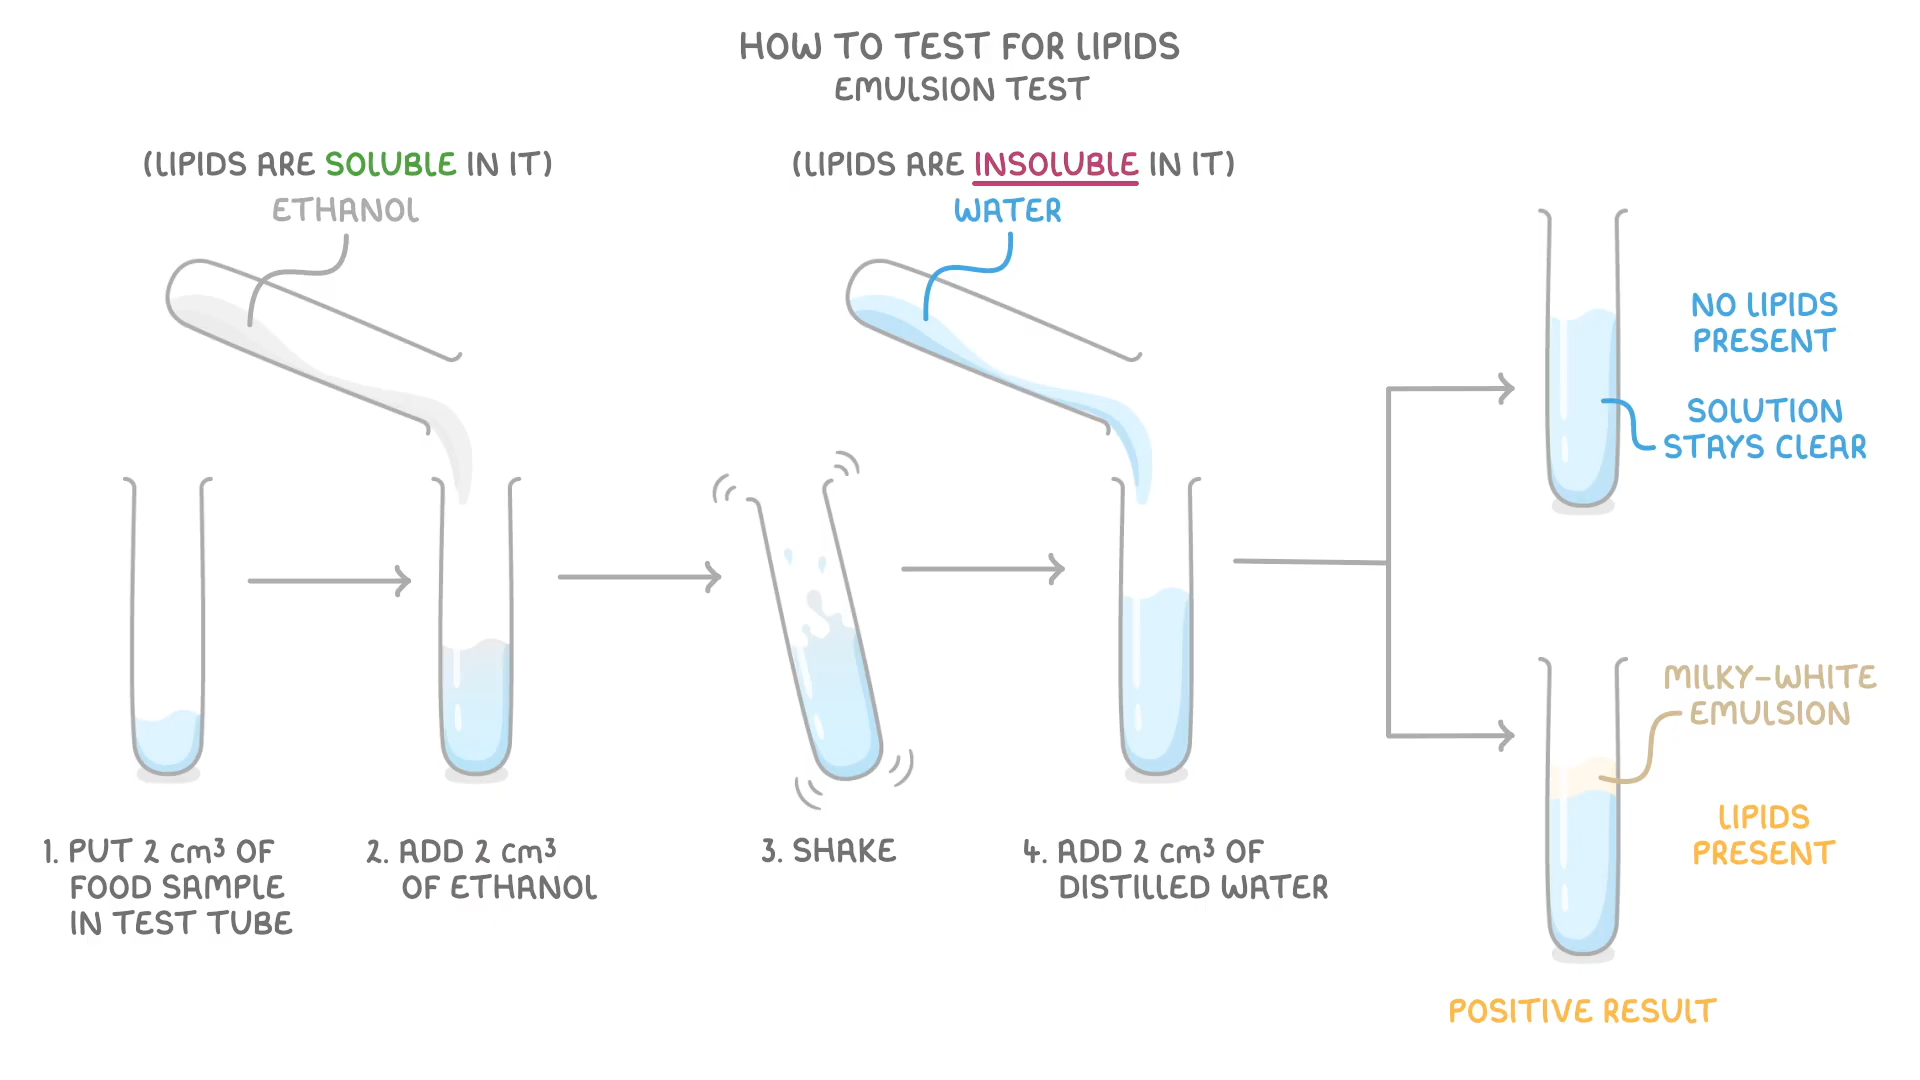 HOW TO TEST FOR LIPIDS
EMULSION TEST
(LIPIDS ARE SOLUBLE IN IT)
ETHANOL
(LIPIDS ARE INSOLUBLE IN IT)
WATER
NO LIPIDS
PRESENT
SOLUTION
STAYS CLEAR
MILKY-WHITE
EMULSION
LIPIDS
PRESENT
1. PUT 2 cm³ OF
FOOD SAMPLE
IN TEST TUBE
2. ADD 2 cm³
OF ETHANOL
3. SHAKE
4. ADD 2 cm³ OF
DISTILLED WATER
POSITIVE RESULT